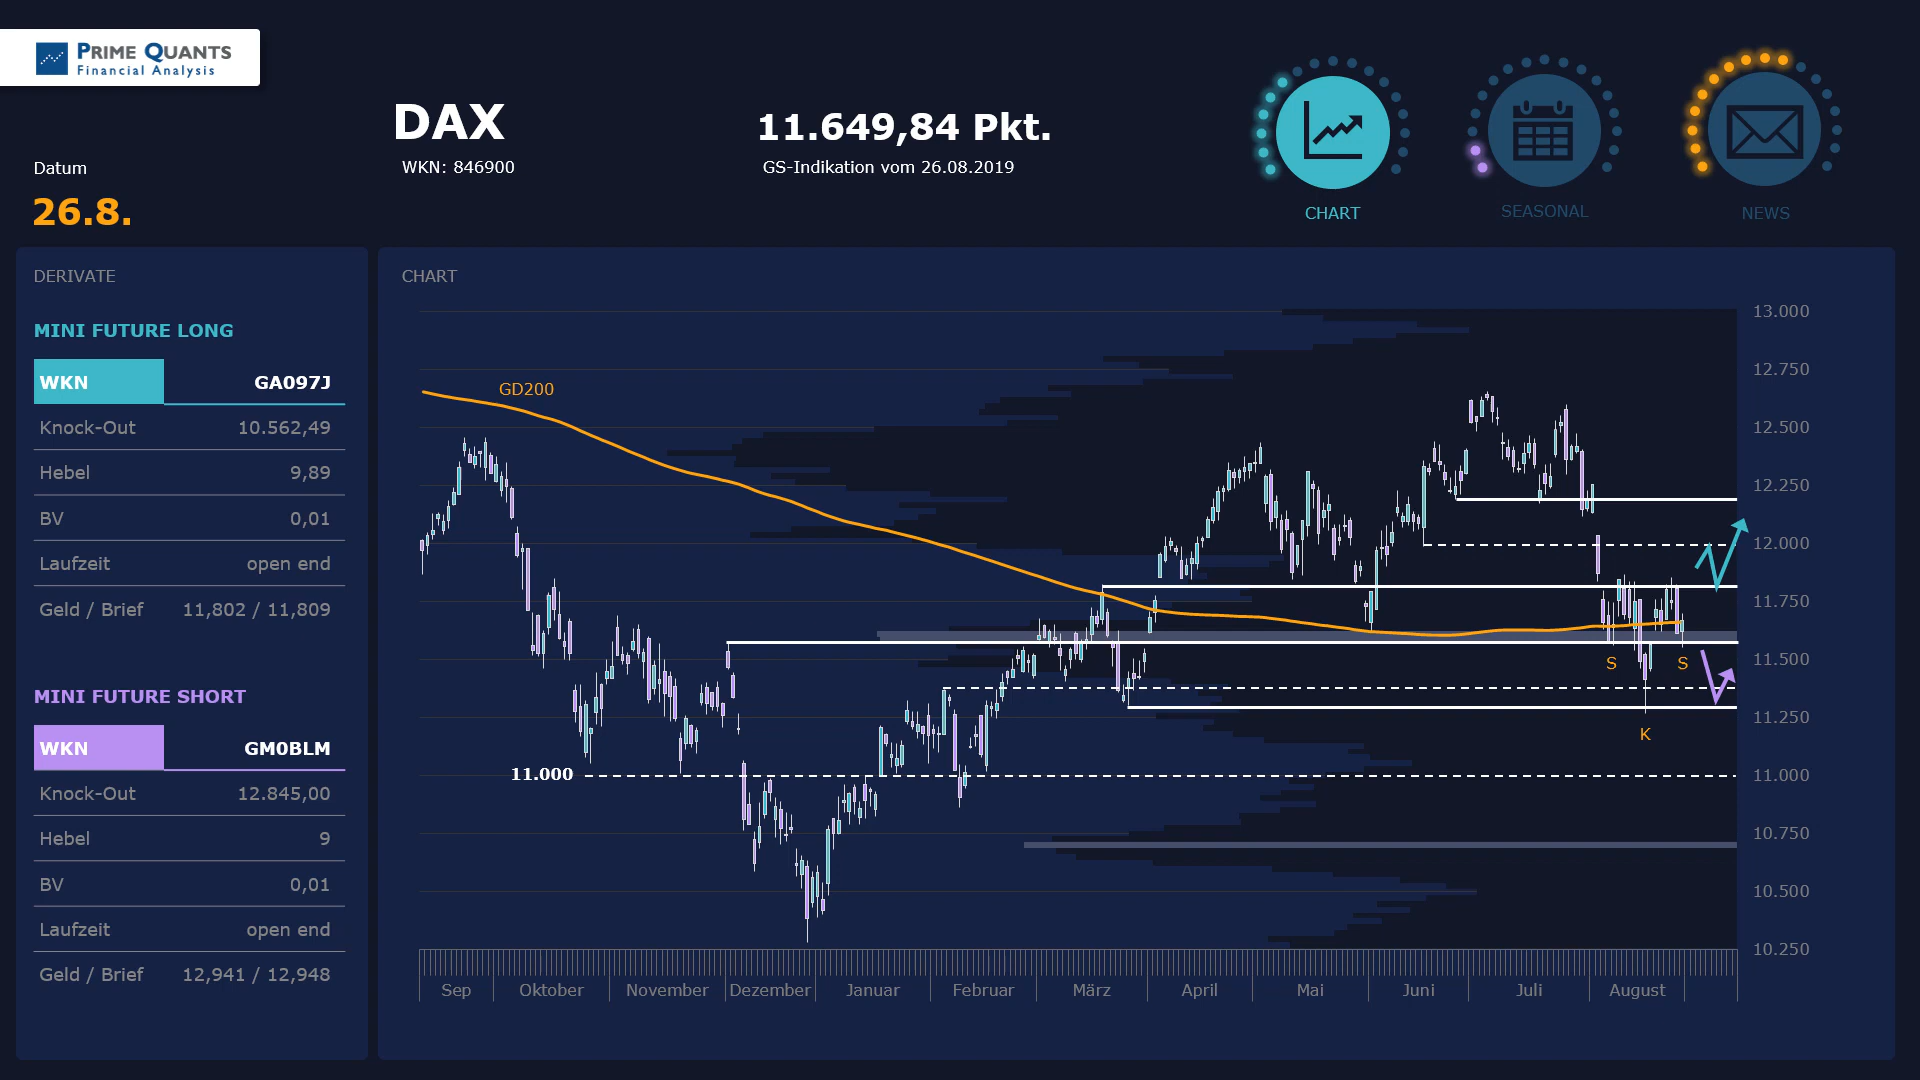 PRIME QUANTS
Financial Analysis
Datum
26.8.
DAX
WKN: 846900
11.649,84 Pkt.
GS-Indikation vom 26.08.2019
CHART
SEASONAL
NEWS
DERIVATE
MINI FUTURE LONG
WKN GA097J
Knock-Out 10.562,49
Hebel 9,89
BV 0,01
Laufzeit open end
Geld / Brief 11,802 / 11,809
MINI FUTURE SHORT
WKN GM0BLM
Knock-Out 12.845,00
Hebel 9
BV 0,01
Laufzeit open end
Geld / Brief 12,941 / 12,948
CHART
GD200
11.000
S
S
K
13.000
12.750
12.500
12.250
12.000
11.750
11.500
11.250
11.000
10.750
10.500
10.250
Sep Oktober November Dezember Januar Februar März April Mai Juni Juli August